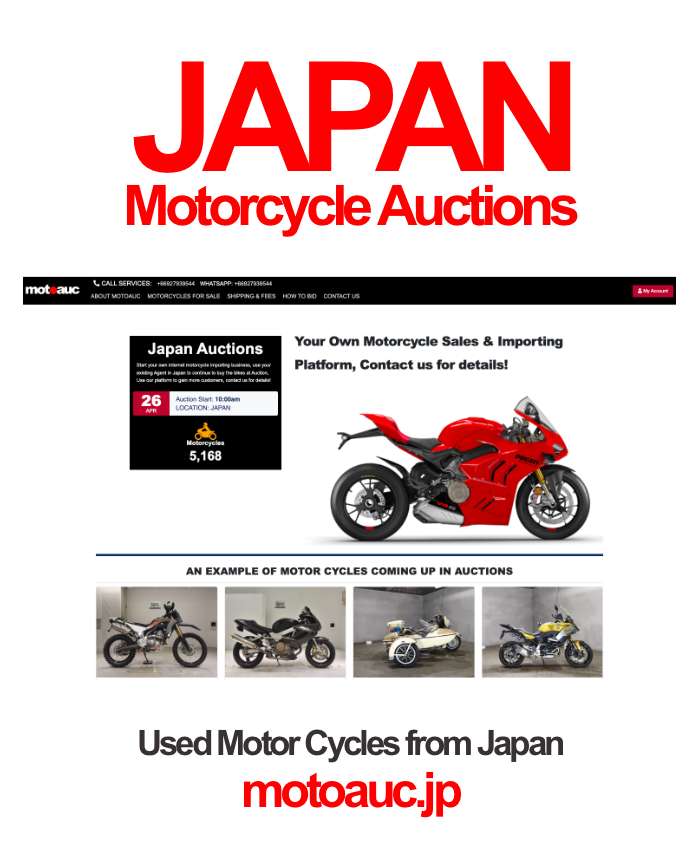 JAPAN
Motorcycle Auctions
CALL SERVICES: +66927939544 WHATSAPP: +66927939544
motoauc
ABOUT MOTOAUC MOTORCYCLES FOR SALE SHIPPING & FEES HOW TO BID CONTACT US
My Account
Japan Auctions
Start your own internet motorcycle importing business, use your
existing Agent in Japan to continue to buy the bikes at Auction,
Use our platform to gain more customers, contact us for details!
26
APR
Auction Start: 10:00am
LOCATION: JAPAN
Motorcycles
5,168
Your Own Motorcycle Sales & Importing
Platform, Contact us for details!
DUCATI
AN EXAMPLE OF MOTOR CYCLES COMING UP IN AUCTIONS
Used Motor Cycles from Japan
motoauc.jp